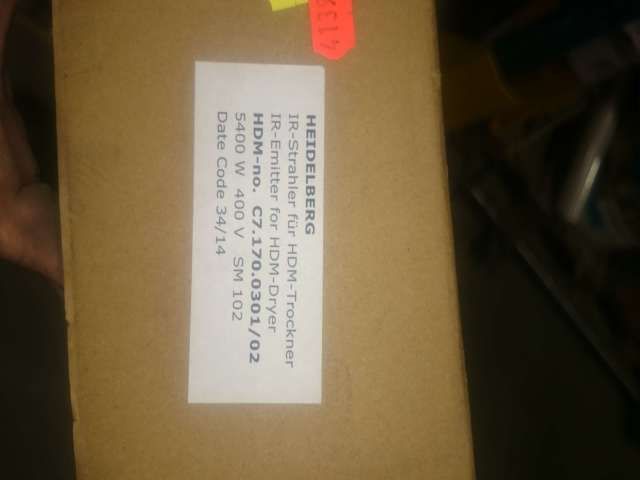 HEIDELBERG
IR-Strahler für HDM-Trockner
IR-Emitter for HDM-Dryer
HDM-no. C7.170.0301/02
5400 W 400 V SM 102
Date Code 34/14